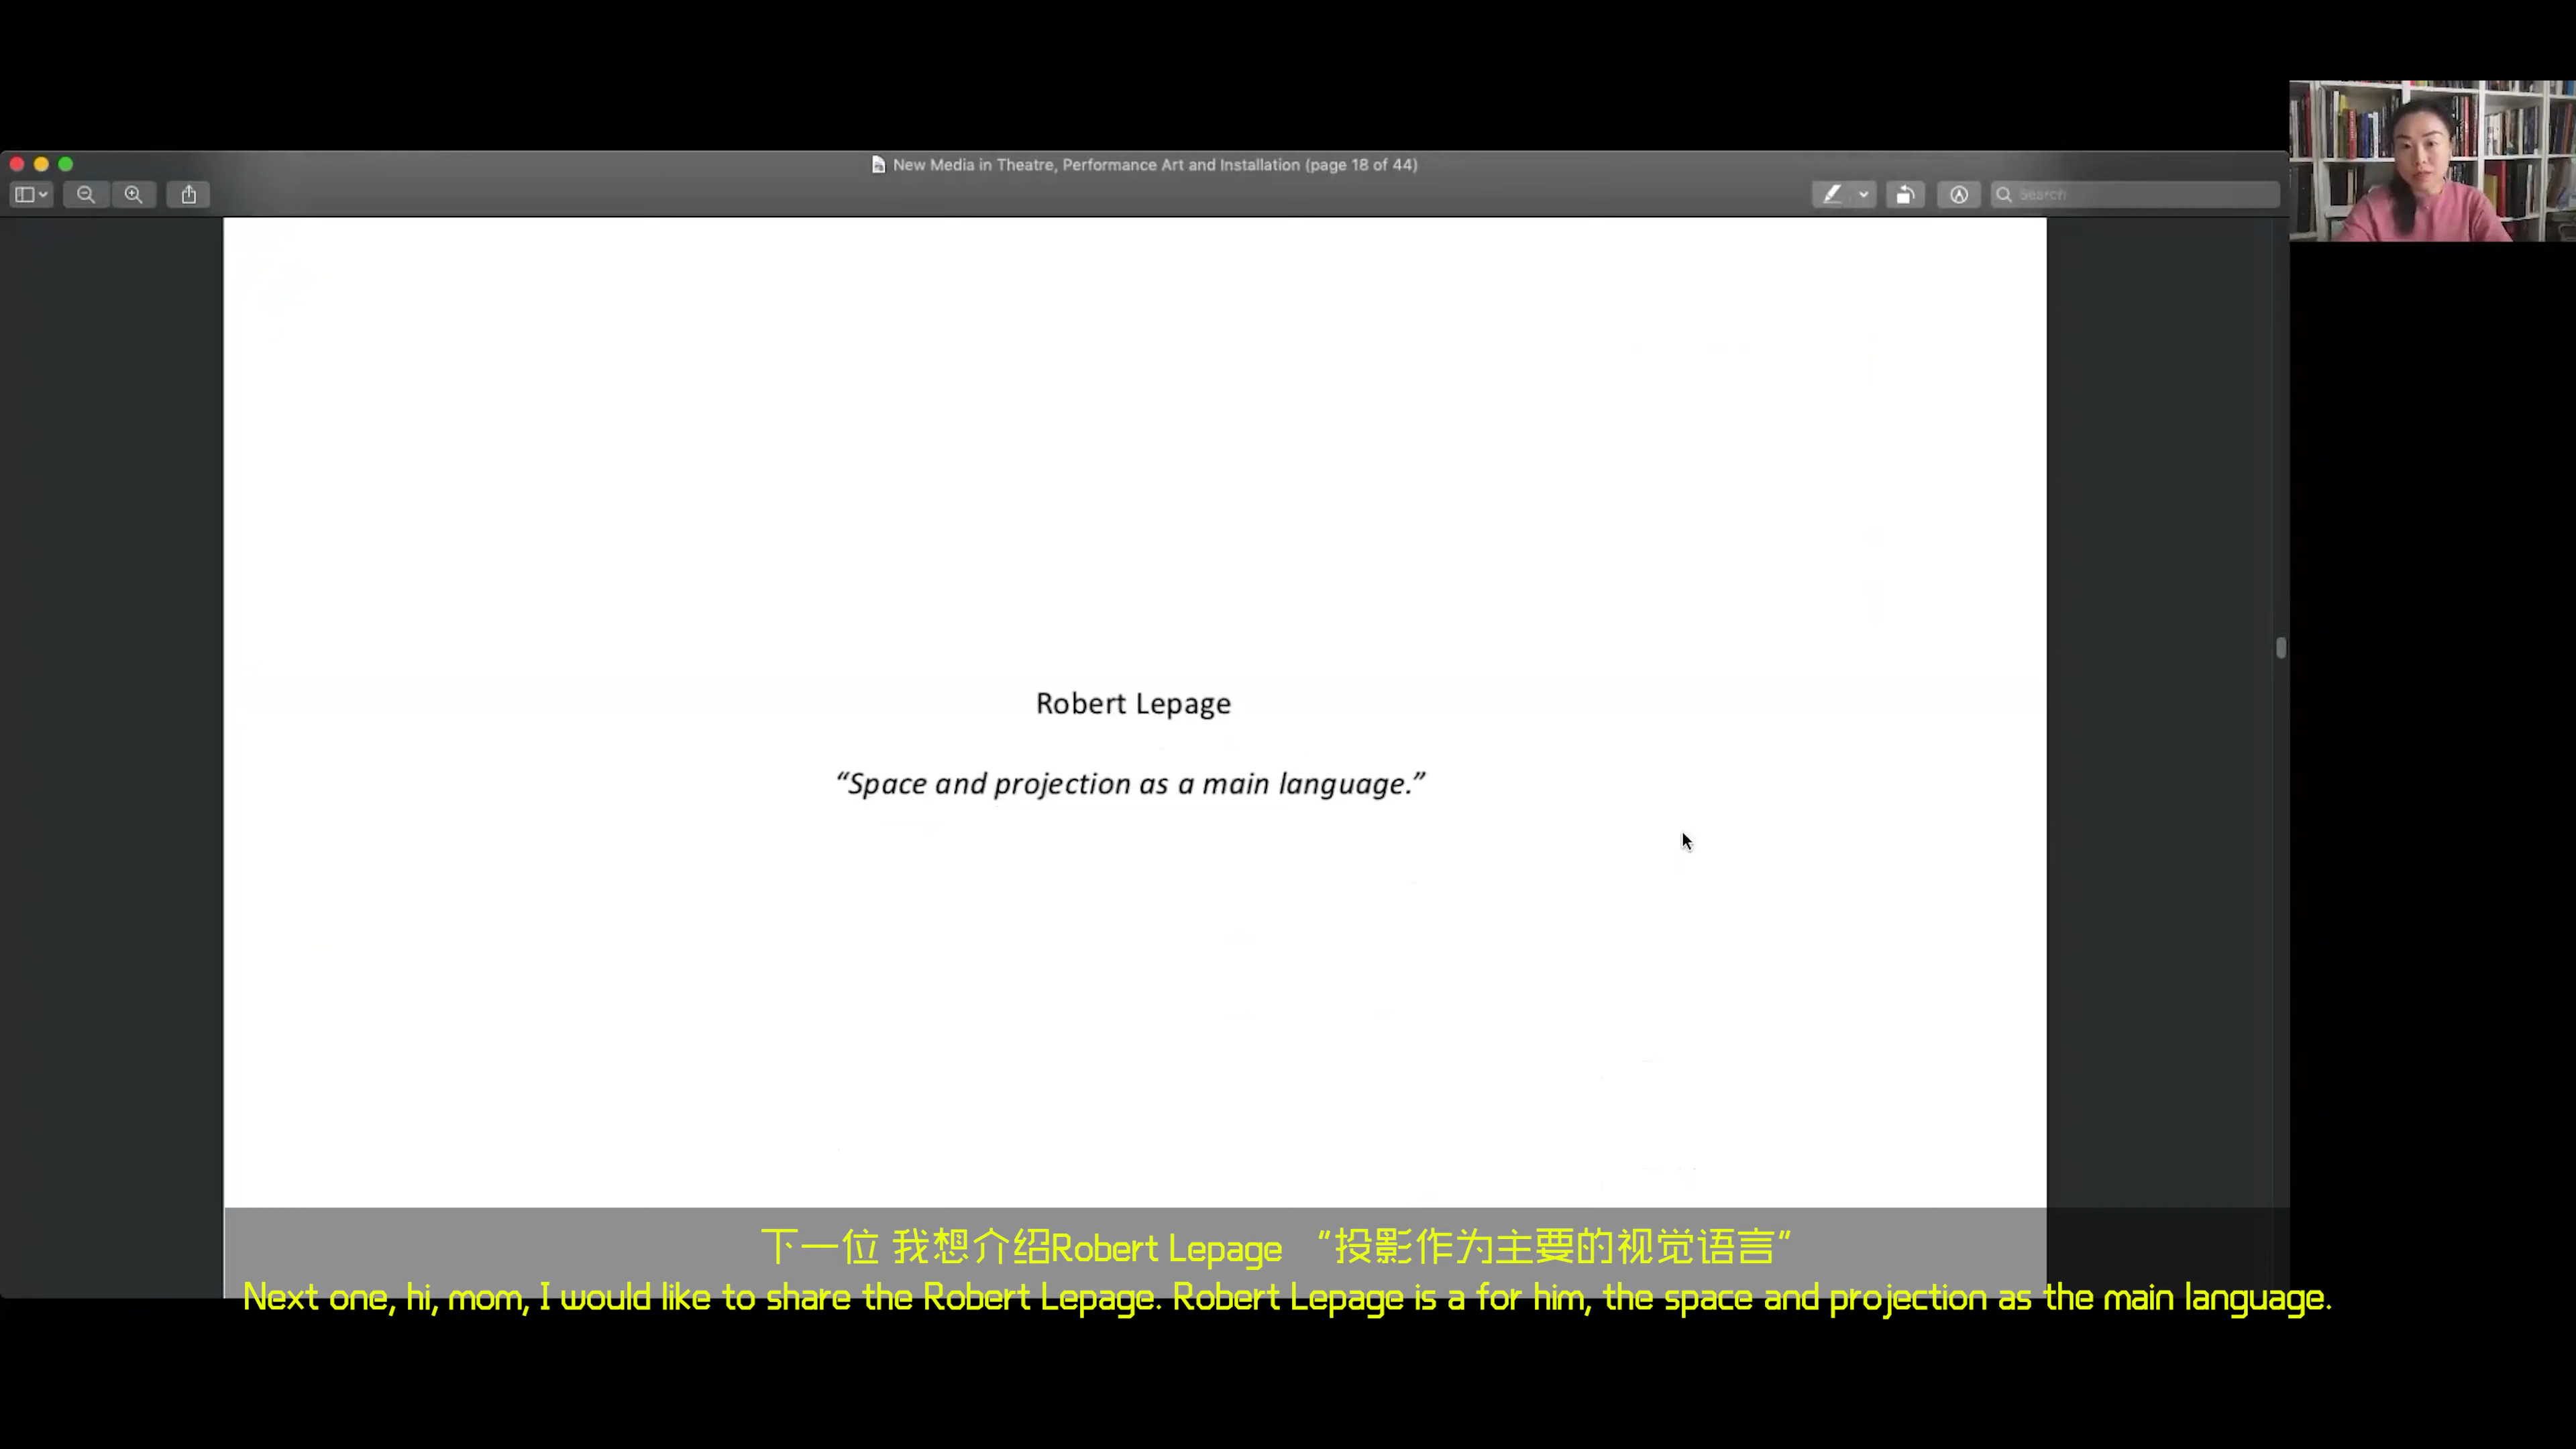 New Media in Theatre, Performance Art and Installation (page 18 of 44)
Search
Robert Lepage
“Space and projection as a main language.”
下一位 我想介绍Robert Lepage “投影作为主要的视觉语言”
Next one, hi, mom, I would like to share the Robert Lepage. Robert Lepage is a for him, the space and projection as the main language.